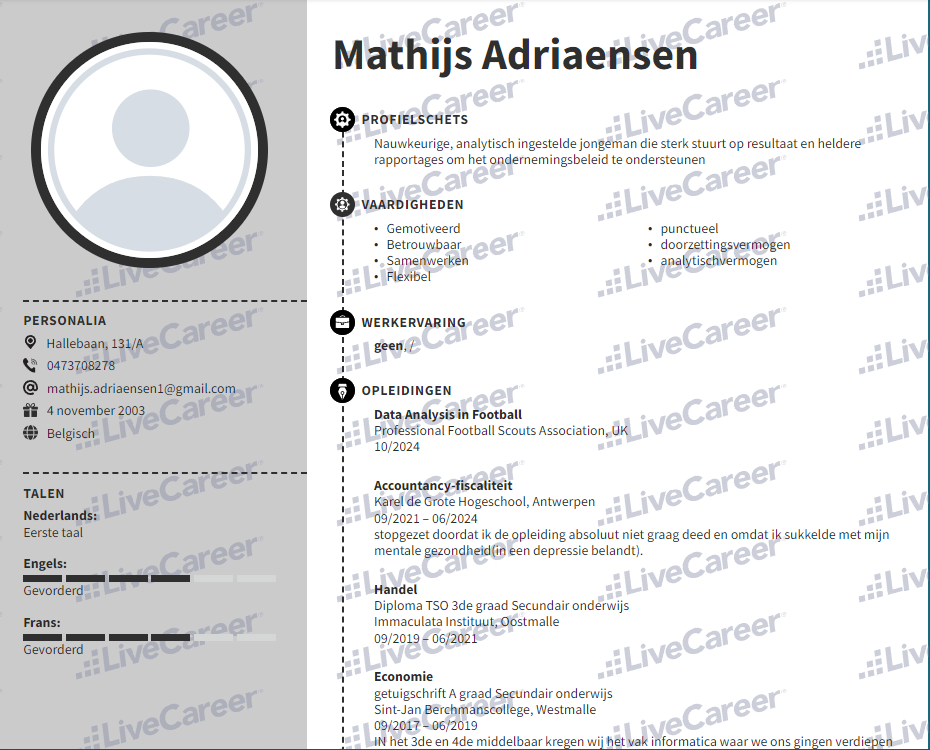 Mathijs Adriaensen
PROFIELSCHETS
Nauwkeurige, analytisch ingestelde jongeman die sterk stuurt op resultaat en heldere
rapportages om het ondernemingsbeleid te ondersteunen
VAARDIGHEDEN
• Gemotiveerd
• Betrouwbaar
• Samenwerken
• Flexibel
• punctueel
• doorzettingsvermogen
• analytischvermogen
WERKERVARING
geen, /
OPLEIDINGEN
Data Analysis in Football
Professional Football Scouts Association, UK
10/2024
Accountancy-fiscaliteit
Karel de Grote Hogeschool, Antwerpen
09/2021 – 06/2024
stopgezet doordat ik de opleiding absoluut niet graag deed en omdat ik sukkelde met mijn
mentale gezondheid(in een depressie belandt).
Handel
Diploma TSO 3de graad Secundair onderwijs
Immaculata Instituut, Oostmalle
09/2019 – 06/2021
Economie
getuigschrift A graad Secundair onderwijs
Sint-Jan Berchmanscollege, Westmalle
09/2017 – 06/2019
IN het 3de en 4de middelbaar kregen wij het vak informatica waar we ons gingen verdiepen
PERSONALIA
Hallebaan, 131/A
0473708278
mathijs.adriaensen1@gmail.com
4 november 2003
Belgisch
TALEN
Nederlands:
Eerste taal
Engels:
Gevorderd
Frans:
Gevorderd
LiveCareer